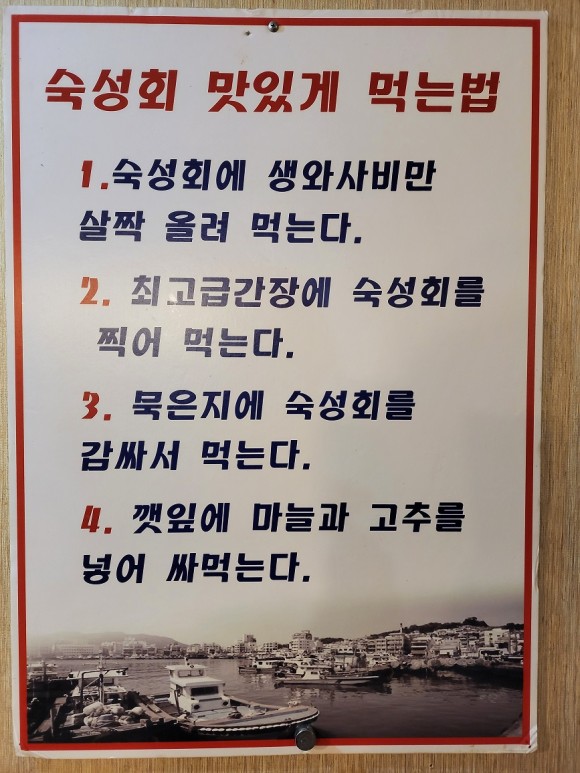 숙성회 맛있게 먹는법
1.숙성회에 생와사비만
살짝 올려 먹는다.
2. 최고급간장에 숙성회를
찍어 먹는다.
3. 묵은지에 숙성회를
감싸서 먹는다.
4. 깻잎에 마늘과 고추를
넣어 싸먹는다.